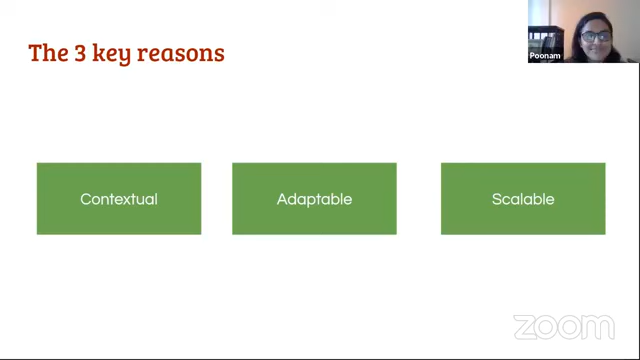 The 3 key reasons
Poonam
Contextual
Adaptable
Scalable
zoom